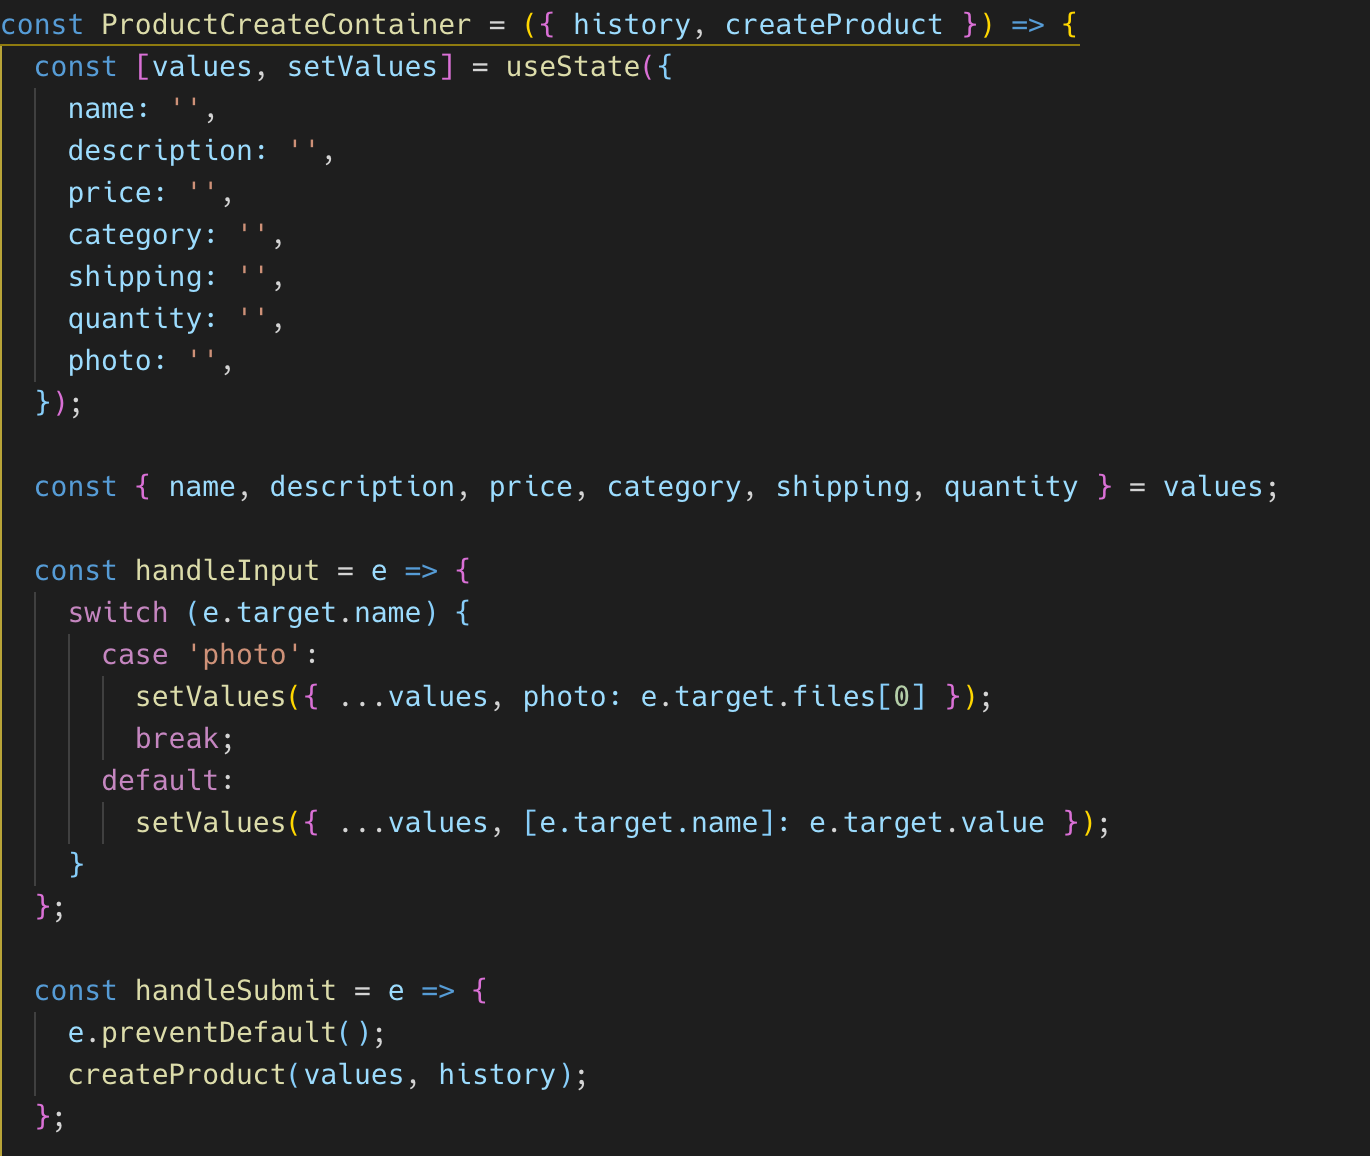 const ProductCreateContainer = ({ history, createProduct }) => {
  const [values, setValues] = useState({
    name: '',
    description: '',
    price: '',
    category: '',
    shipping: '',
    quantity: '',
    photo: '',
  });

  const { name, description, price, category, shipping, quantity } = values;

  const handleInput = e => {
    switch (e.target.name) {
      case 'photo':
        setValues({ ...values, photo: e.target.files[0] });
        break;
      default:
        setValues({ ...values, [e.target.name]: e.target.value });
    }
  };

  const handleSubmit = e => {
    e.preventDefault();
    createProduct(values, history);
  };